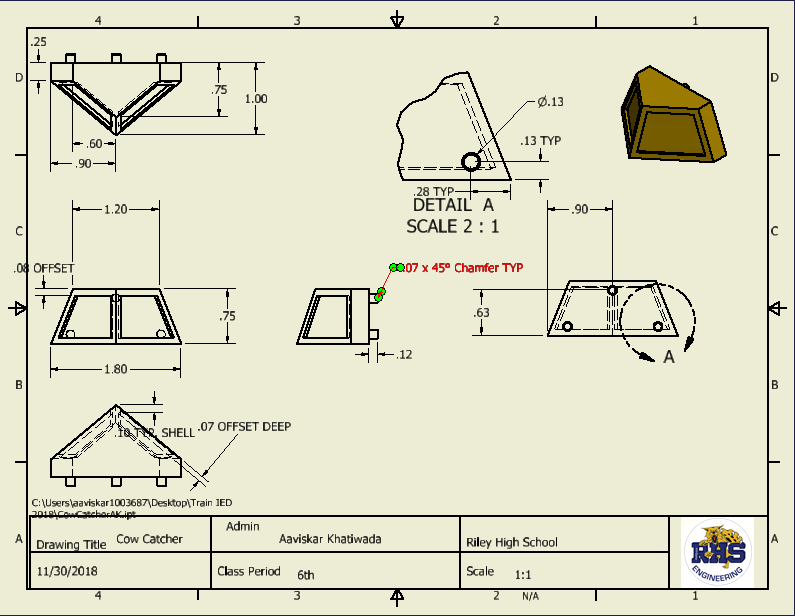 4 3 2 1
.25
D D
.75
1.00
.60
.90
Ø.13
.13 TYP
.28 TYP
DETAIL A
SCALE 2 : 1
1.20
.90
C C
.08 OFFSET
.07 x 45° Chamfer TYP
.75
.63
.12
A
1.80
B B
.10 TYP. SHELL
.07 OFFSET DEEP
C:\Users\aaviskar1003687\Desktop\Train IED
2018\CowCatcherAK.ipt
A A
Drawing Title Cow Catcher
Admin
Aaviskar Khatiwada
Riley High School
11/30/2018
Class Period 6th
Scale 1:1
RHS
ENGINEERING
4 3 2 N/A 1